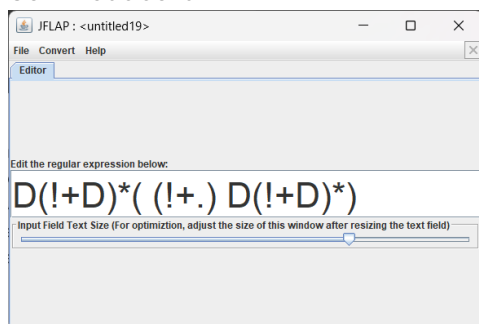 JFLAP : <untitled19>
File Convert Help
Editor
Edit the regular expression below:
D(!+D)*( (!+.) D(!+D)*)
Input Field Text Size (For optimiztion, adjust the size of this window after resizing the text field)